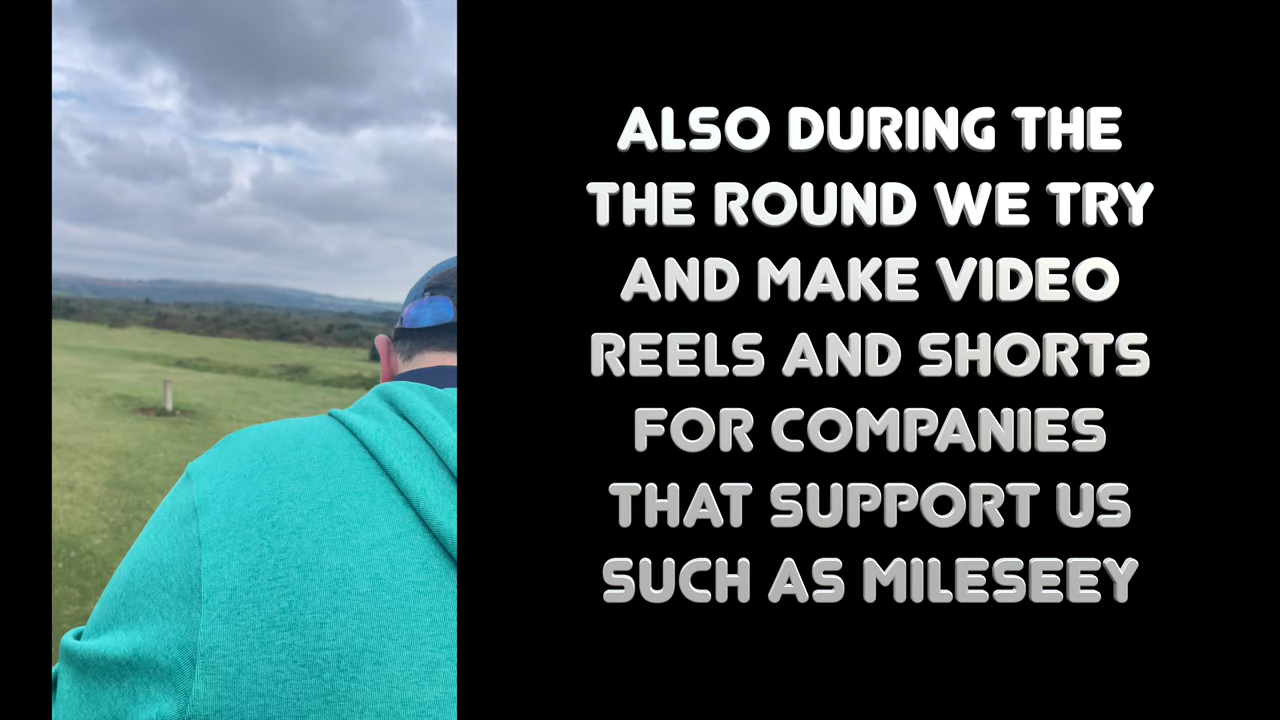 ALSO DURING THE
THE ROUND WE TRY
AND MAKE VIDEO
REELS AND SHORTS
FOR COMPANIES
THAT SUPPORT US
SUCH AS MILESEEY